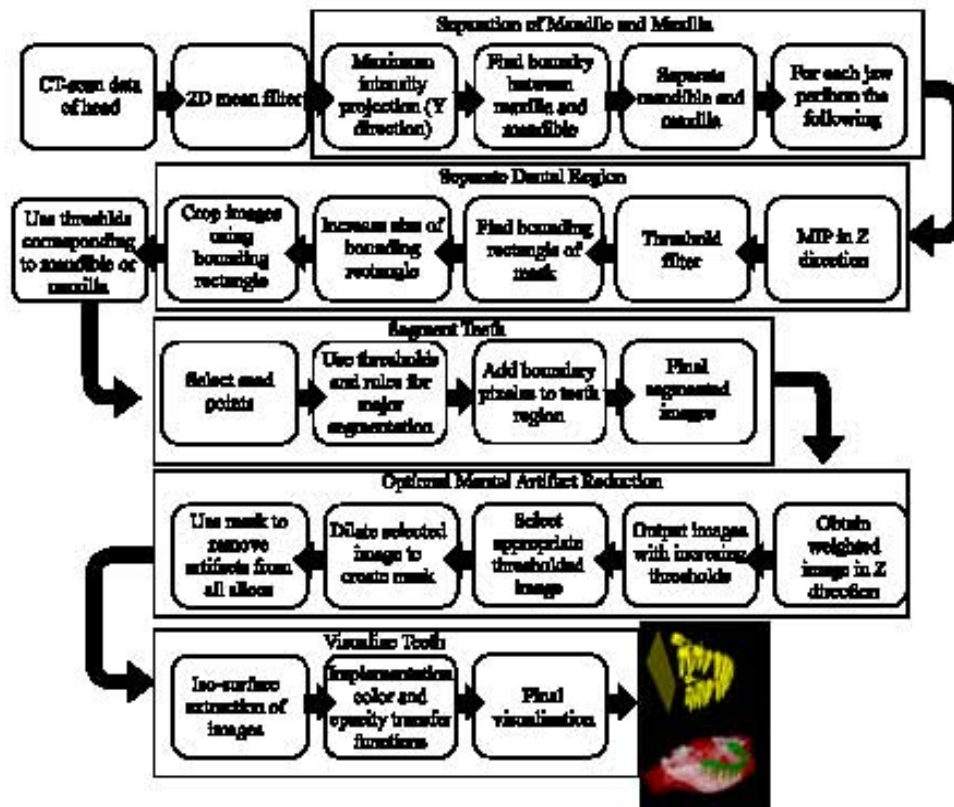 Separation of Mandile and Maxilla
CT-scan data
of head
2D mean filter
Maximum
intensity
projection (Y
direction)
Find boundry
between
maxilla and
mandible
Separate
mandible and
maxilla
For each jaw
perform the
following
Separate Dental Region
MIP in Z
direction
Threshold
filter
Find bounding
rectangle of
mask
Increase size of
bounding
rectangle
Crop images
using
bounding
rectangle
Use threshlds
corresponding
to mandible or
maxilla
Segment Teeth
Select seed
points
Use thresholds
and rules for
major
segmentation
Add boundary
pixeles to teeth
region
Final
segmented
images
Optional Mental Artifact Reduction
Obtain
weighted
image in Z
direction
Output images
with increasing
thresholds
Select
appropriate
thresholded
image
Dilate selected
image to
create mask
Use mask to
remove
artifacts from
all slices
Visualize Teeth
Iso-surface
extraction of
images
Implementation
color and
opacity transfer
functions
Final
visualization